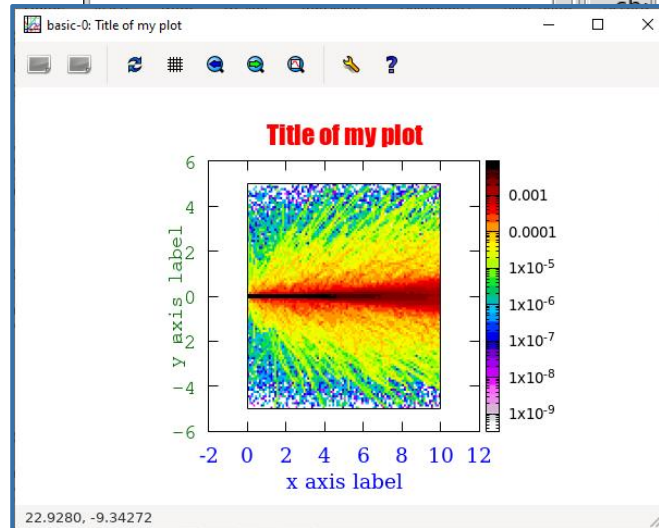 basic-0: Title of my plot
Title of my plot
6
4
2
0
2
-4
-6
y axis label
-2 0 2 4 6 8 10 12
x axis label
0.001
0.0001
1x10⁻⁵
1x10⁻⁶
1x10⁻⁷
1x10⁻⁸
1x10⁻⁹
22.9280, -9.34272